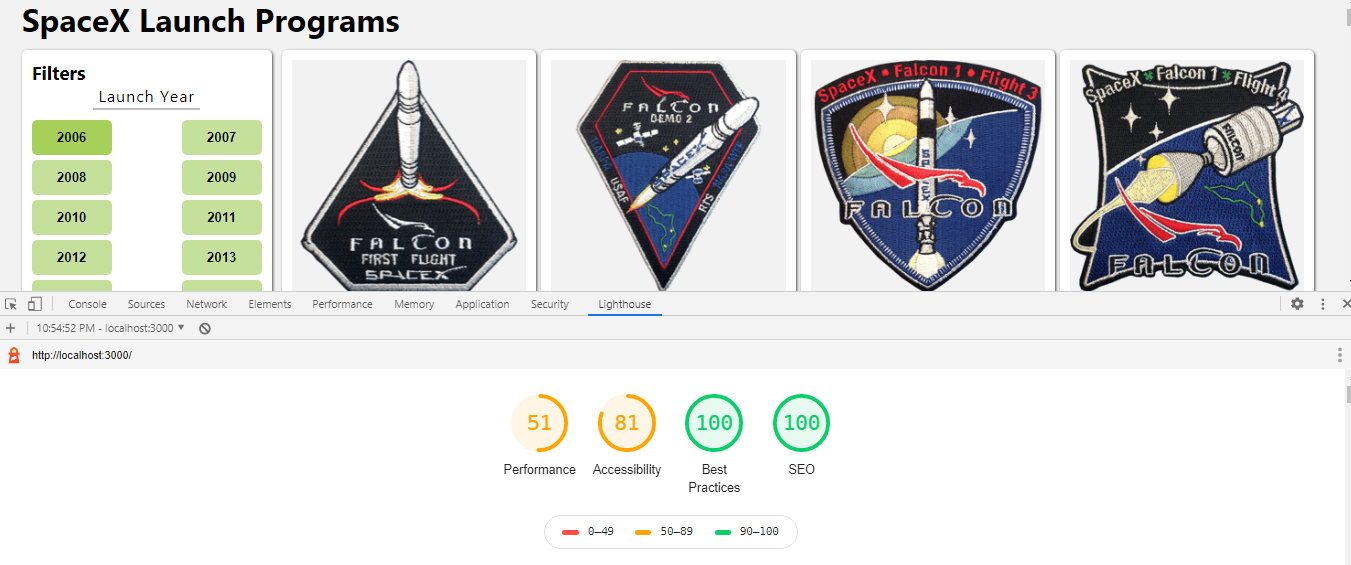 SpaceX Launch Programs
Filters
Launch Year
2006
2007
2008
2009
2010
2011
2012
2013
FALCON
FIRST FLIGHT
SPACEX
FALCON
DEMO 2
SPACEX
USAF
RTS
SpaceX • Falcon 1 • Flight 3
FALCON
SpaceX Falcon 1 Flight 4
FALCON
FALCON
Console
Sources
Network
Elements
Performance
Memory
Application
Security
Lighthouse
10:54:52 PM - localhost:3000
http://localhost:3000/
51
81
100
100
Performance
Accessibility
Best
Practices
SEO
0–49
50–89
90–100